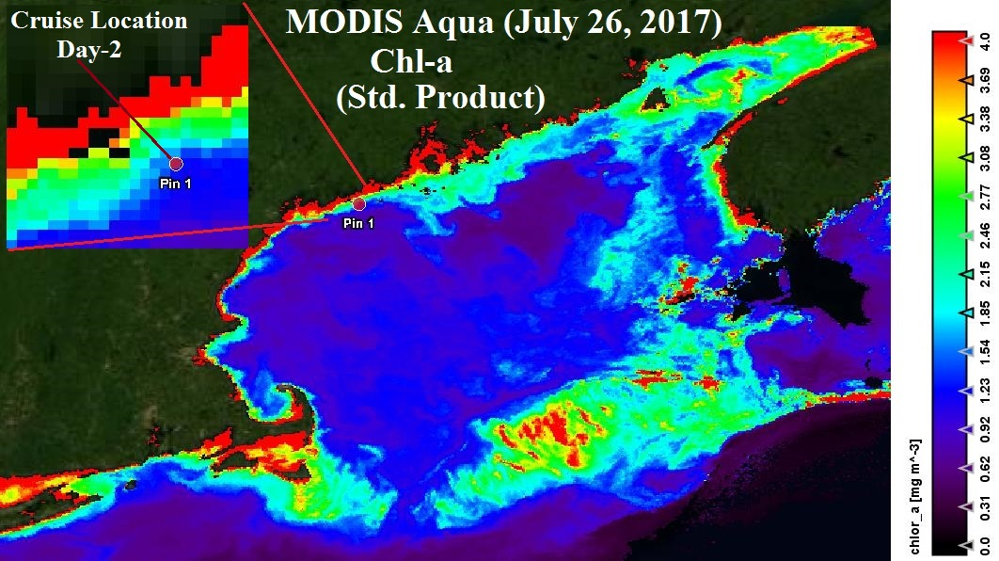 Cruise Location
Day-2
MODIS Aqua (July 26, 2017)
Chl-a
(Std. Product)
Pin 1
Pin 1
4.0
3.69
3.38
3.08
2.77
2.46
2.15
1.85
1.54
1.23
0.92
0.62
0.31
0.0
chlor_a [mg m^-3]